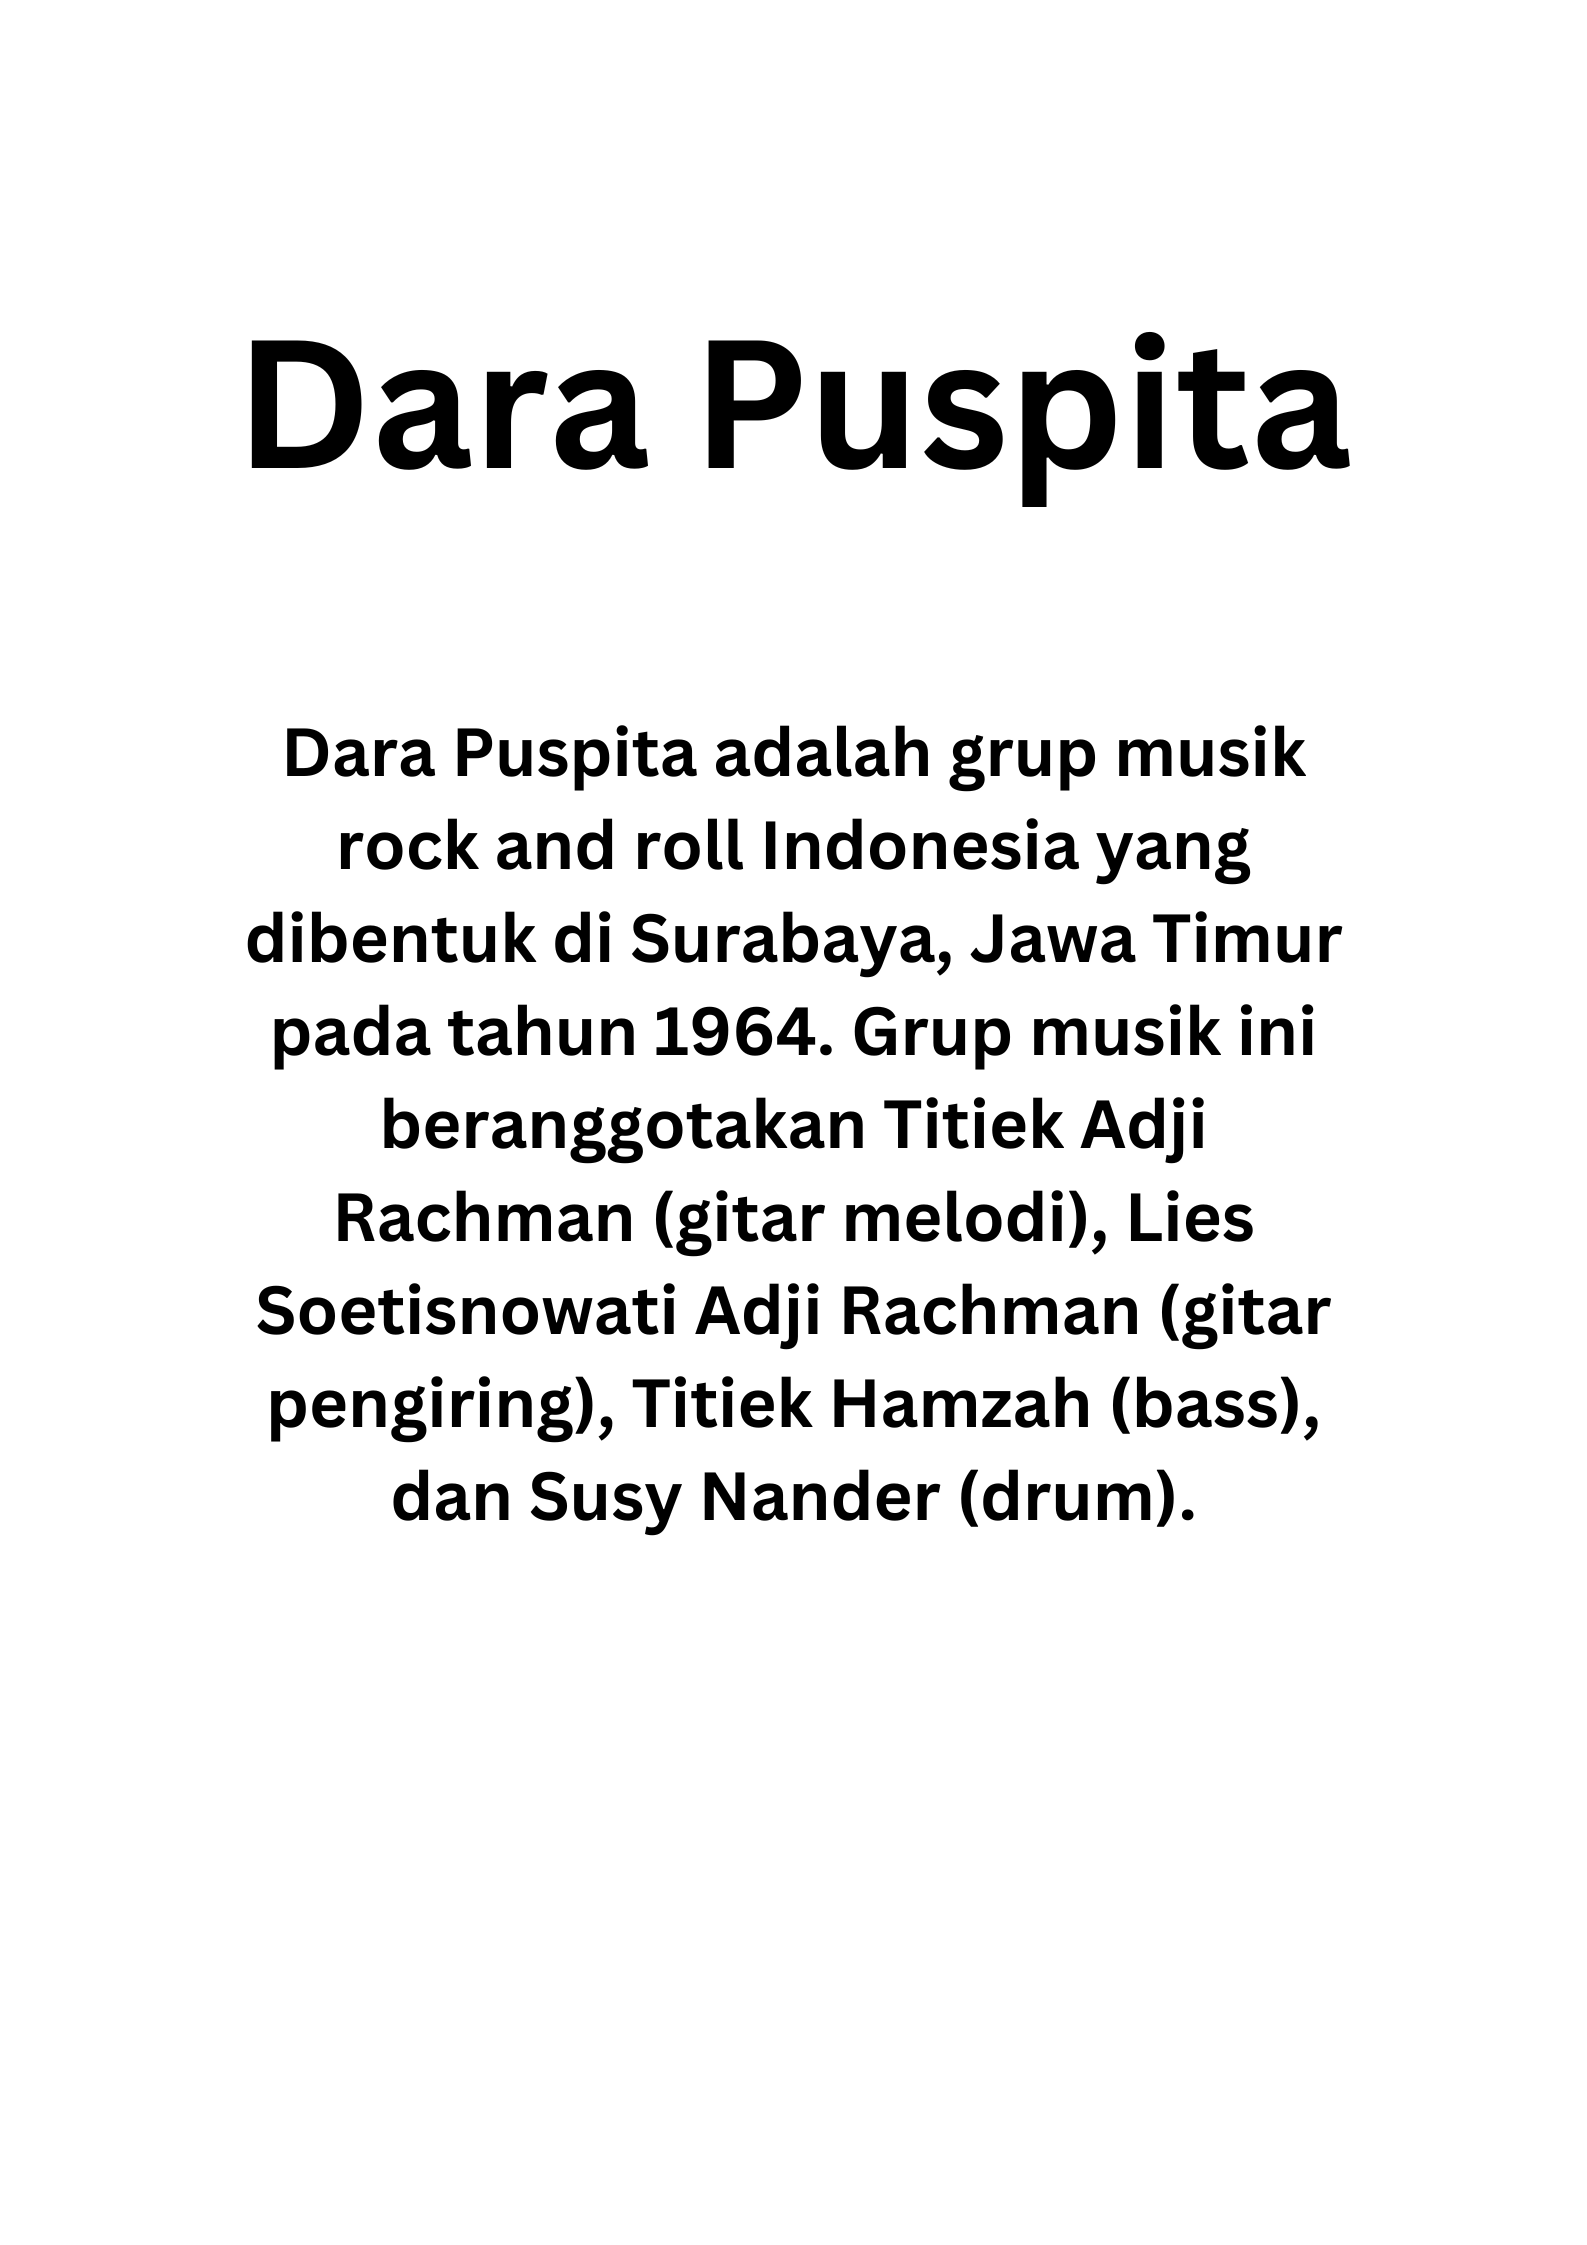 Dara Puspita
Dara Puspita adalah grup musik
rock and roll Indonesia yang
dibentuk di Surabaya, Jawa Timur
pada tahun 1964. Grup musik ini
beranggotakan Titiek Adji
Rachman (gitar melodi), Lies
Soetisnowati Adji Rachman (gitar
pengiring), Titiek Hamzah (bass),
dan Susy Nander (drum).